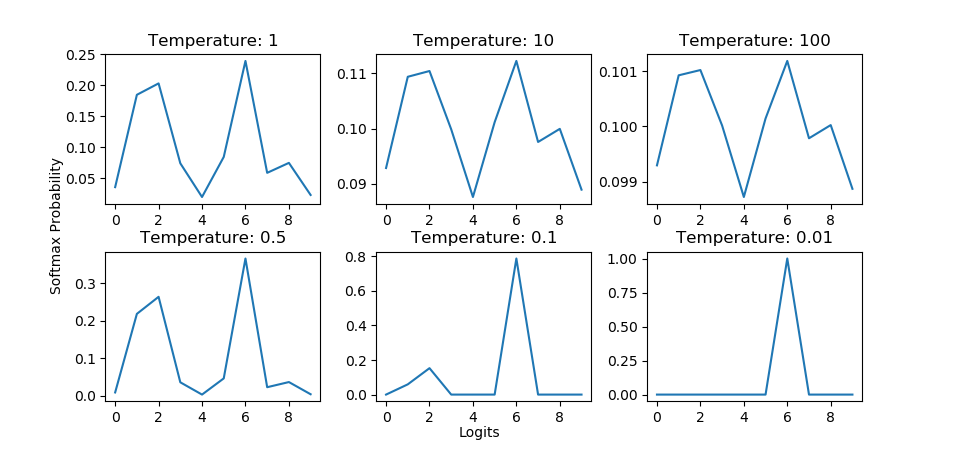 Temperature: 1
Temperature: 10
Temperature: 100
0.25
0.20
0.15
0.10
0.05
0.11
0.10
0.09
0.101
0.100
0.099
0 2 4 6 8
0 2 4 6 8
0 2 4 6 8
Softmax Probability
Temperature: 0.5
Temperature: 0.1
Temperature: 0.01
0.3
0.2
0.1
0.0
0.8
0.6
0.4
0.2
0.0
1.00
0.75
0.50
0.25
0.00
0 2 4 6 8
0 2 4 6 8
0 2 4 6 8
Logits